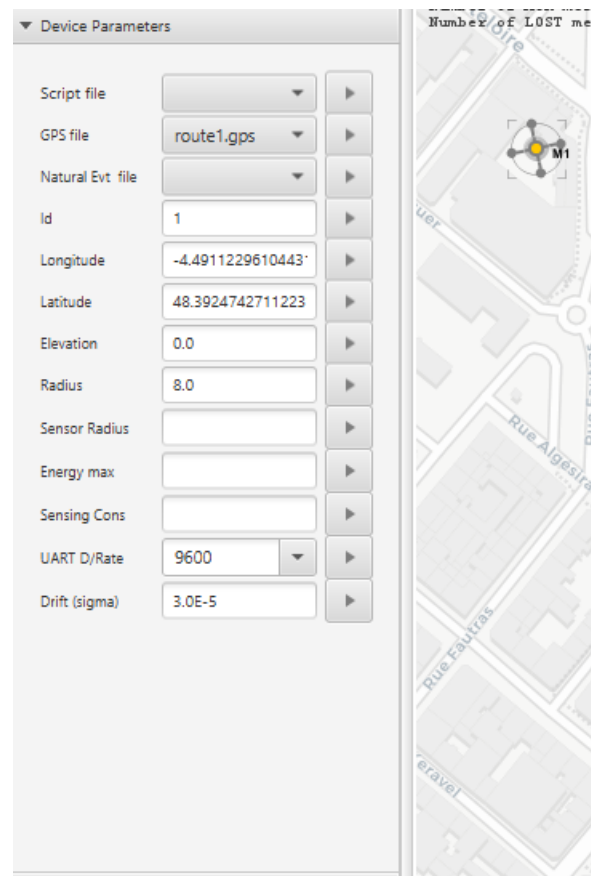 Device Parameters
Script file
GPS file route1.gps
Natural Evt file
Id 1
Longitude -4.4911229610443
Latitude 48.3924742711223
Elevation 0.0
Radius 8.0
Sensor Radius
Energy max
Sensing Cons
UART D/Rate 9600
Drift (sigma) 3.0E-5
Number of LOST me
M1
Rue Algésira
Rue Fautras
Rue Fautras